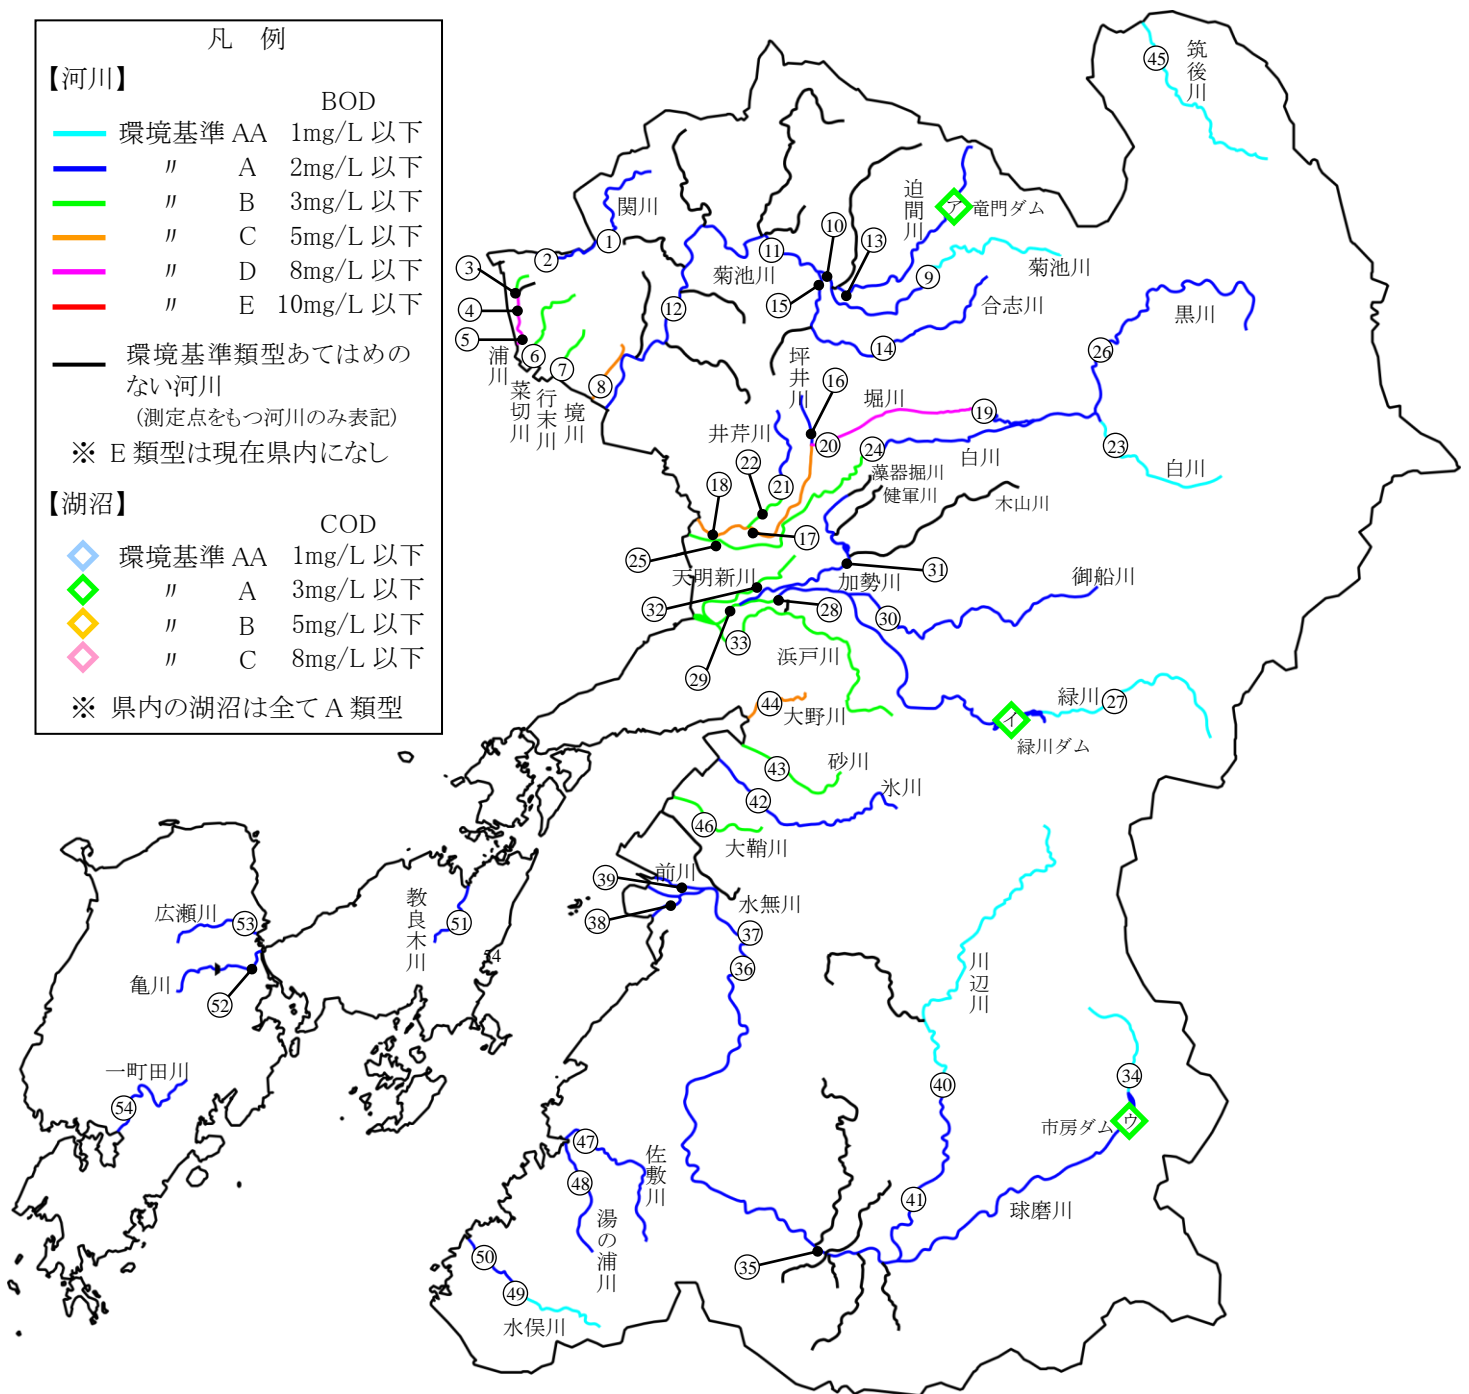 凡 例
【河川】
BOD
環境基準 AA 1mg/L 以下
〃 A 2mg/L 以下
〃 B 3mg/L 以下
〃 C 5mg/L 以下
〃 D 8mg/L 以下
〃 E 10mg/L 以下
環境基準類型あてはめの
ない河川
(測定点をもつ河川のみ表記)
※ E 類型は現在県内になし
【湖沼】
COD
環境基準 AA 1mg/L 以下
〃 A 3mg/L 以下
〃 B 5mg/L 以下
〃 C 8mg/L 以下
※ 県内の湖沼は全て A 類型
㊺
筑後川
関川
①
②
③
④
⑤
⑥
⑦
⑧
浦川
菜切川
行末川
境川
迫間川
ア
竜門ダム
⑩
⑬
⑪
菊池川
⑨
菊池川
⑮
⑫
合志川
⑭
黒川
㉖
坪井川
⑯
堀川
⑲
井芹川
⑳
㉔
白川
㉓
白川
㉒
㉑
藻器掘川
健軍川
木山川
⑱
⑰
㉕
天明新川
加勢川
㉛
御船川
㉜
㉘
㉚
㉙
㉝
浜戸川
㊹
大野川
緑川
㉗
イ
緑川ダム
㊸
砂川
㊷
氷川
㊻
大鞘川
㊴
前川
㊳
水無川
㊲
㊱
広瀬川
㊾
亀川
㊼
教良木川
51
53
52
54
一町田川
54
川辺川
㊵
㉞
市房ダム
ウ
㊶
球磨川
㉟
47
佐敷川
48
湯の浦川
50
49
水俣川